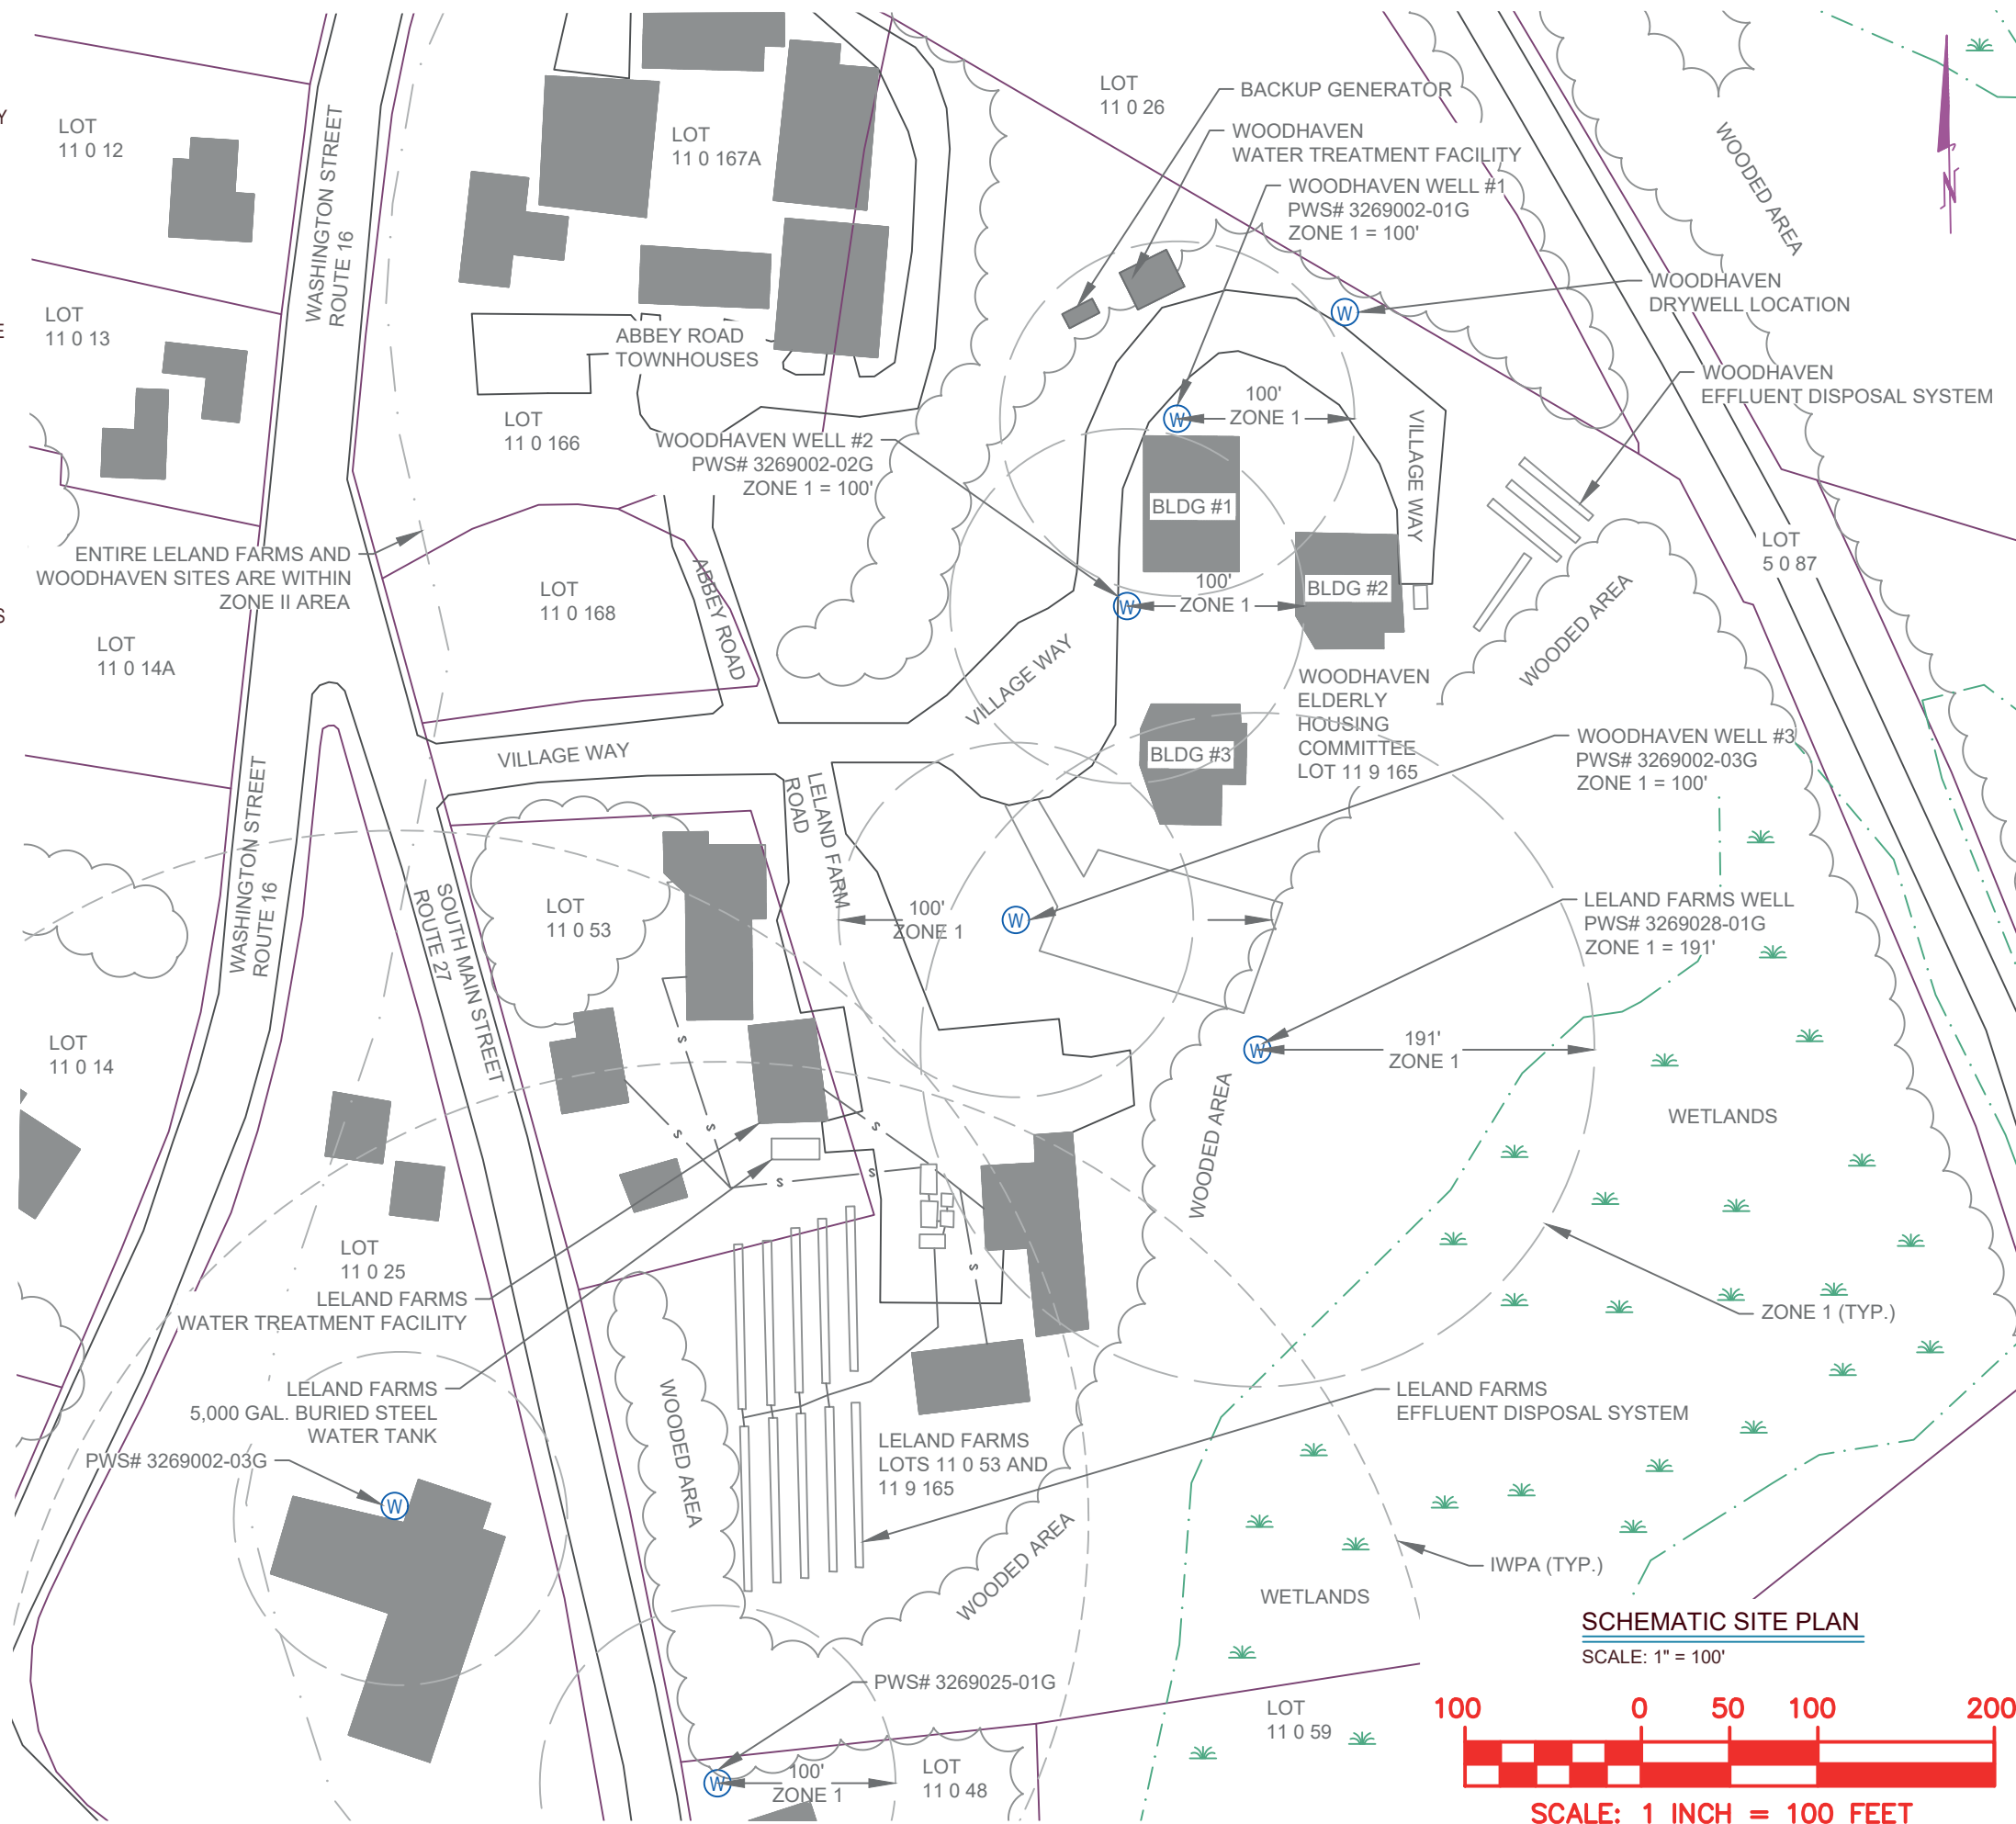 LOT
11 0 26
BACKUP GENERATOR
WOODHAVEN
WATER TREATMENT FACILITY
WOODHAVEN WELL #1
PWS# 3269002-01G
ZONE 1 = 100'
WOODED AREA
N
Y
LOT
11 0 12
WASHINGTON STREET
ROUTE 16
LOT
11 0 167A
WOODHAVEN
DRYWELL LOCATION
W
E
LOT
11 0 13
ABBEY ROAD
TOWNHOUSES
WOODHAVEN
EFFLUENT DISPOSAL SYSTEM
LOT
11 0 166
W
100'
ZONE 1
VILLAGE WAY
WOODHAVEN WELL #2
PWS# 3269002-02G
ZONE 1 = 100'
BLDG #1
LOT
5 0 87
ENTIRE LELAND FARMS AND
WOODHAVEN SITES ARE WITHIN
ZONE II AREA
LOT
11 0 168
ABBEY ROAD
W
100'
ZONE 1
BLDG #2
WOODED AREA
S
LOT
11 0 14A
VILLAGE WAY
WOODHAVEN
ELDERLY
HOUSING
COMMITTEE
LOT 11 9 165
VILLAGE WAY
BLDG #3
WOODHAVEN WELL #3
PWS# 3269002-03G
ZONE 1 = 100'
LELAND FARM
ROAD
WASHINGTON STREET
ROUTE 16
SOUTH MAIN STREET
ROUTE 27
LOT
11 0 53
100'
ZONE 1
W
LELAND FARMS WELL
PWS# 3269028-01G
ZONE 1 = 191'
LOT
11 0 14
W
191'
ZONE 1
S
S
S
S
S
S
WOODED AREA
WETLANDS
LOT
11 0 25
LELAND FARMS
WATER TREATMENT FACILITY
ZONE 1 (TYP.)
LELAND FARMS
5,000 GAL. BURIED STEEL
WATER TANK
WOODED AREA
LELAND FARMS
EFFLUENT DISPOSAL SYSTEM
PWS# 3269002-03G
W
LELAND FARMS
LOTS 11 0 53 AND
11 9 165
WOODED AREA
IWPA (TYP.)
WETLANDS
SCHEMATIC SITE PLAN
SCALE: 1" = 100'
PWS# 3269025-01G
W
100'
ZONE 1
LOT
11 0 48
LOT
11 0 59
100 0 50 100 200
SCALE: 1 INCH = 100 FEET